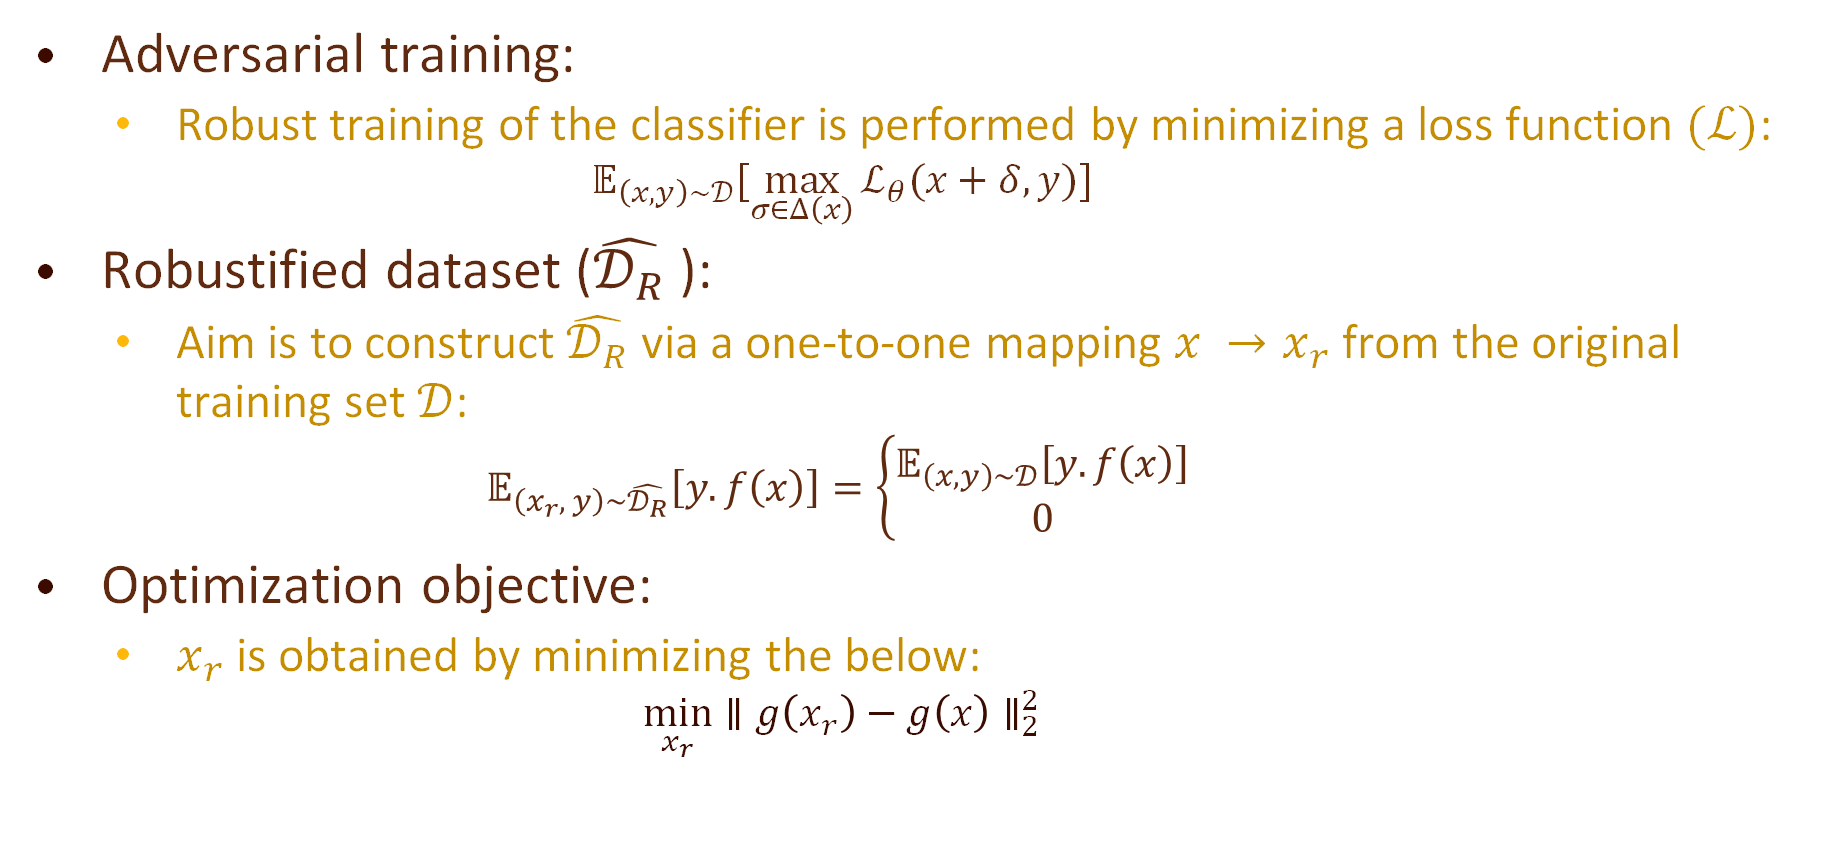 • Adversarial training:
• Robust training of the classifier is performed by minimizing a loss function (ℒ):
𝔼_{(x,y)~𝒟}[max_{σ∈Δ(x)} ℒ_θ(x + δ, y)]
• Robustified dataset (\widehat{𝒟_R} ):
• Aim is to construct \widehat{𝒟_R} via a one-to-one mapping x → x_r from the original
training set 𝒟:
𝔼_{(x_r, y)~\widehat{𝒟_R}}[y. f(x)] = { 𝔼_{(x,y)~𝒟}[y. f(x)]
0
• Optimization objective:
• x_r is obtained by minimizing the below:
min_{x_r} ‖ g(x_r) − g(x) ‖_2^2